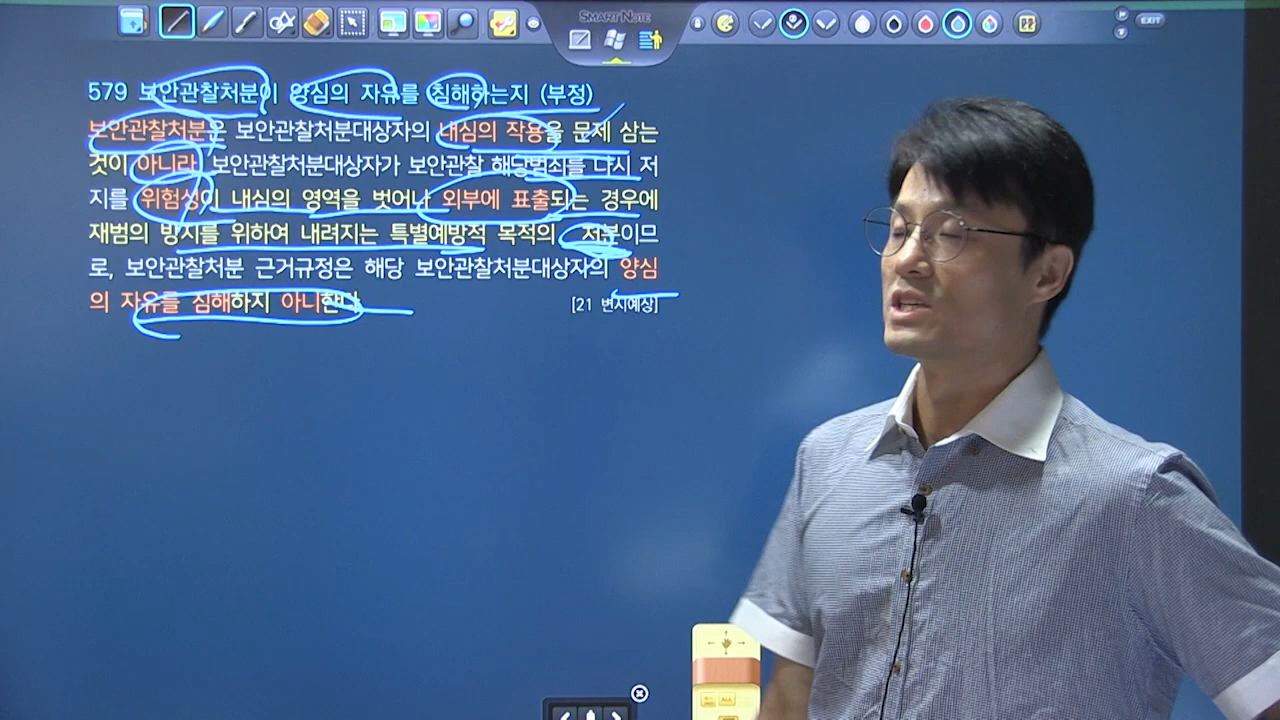 SMART NOTE
EXIT
579 보안관찰처분이 양심의 자유를 침해하는지 (부정)
보안관찰처분은 보안관찰처분대상자의 내심의 작용을 문제 삼는
것이 아니라, 보안관찰처분대상자가 보안관찰 해당범죄를 다시 저
지를 위험성이 내심의 영역을 벗어나 외부에 표출되는 경우에
재범의 방지를 위하여 내려지는 특별예방적 목적의 처분이므
로, 보안관찰처분 근거규정은 해당 보안관찰처분대상자의 양심
의 자유를 침해하지 아니한다.
[21 변시예상]
ALL